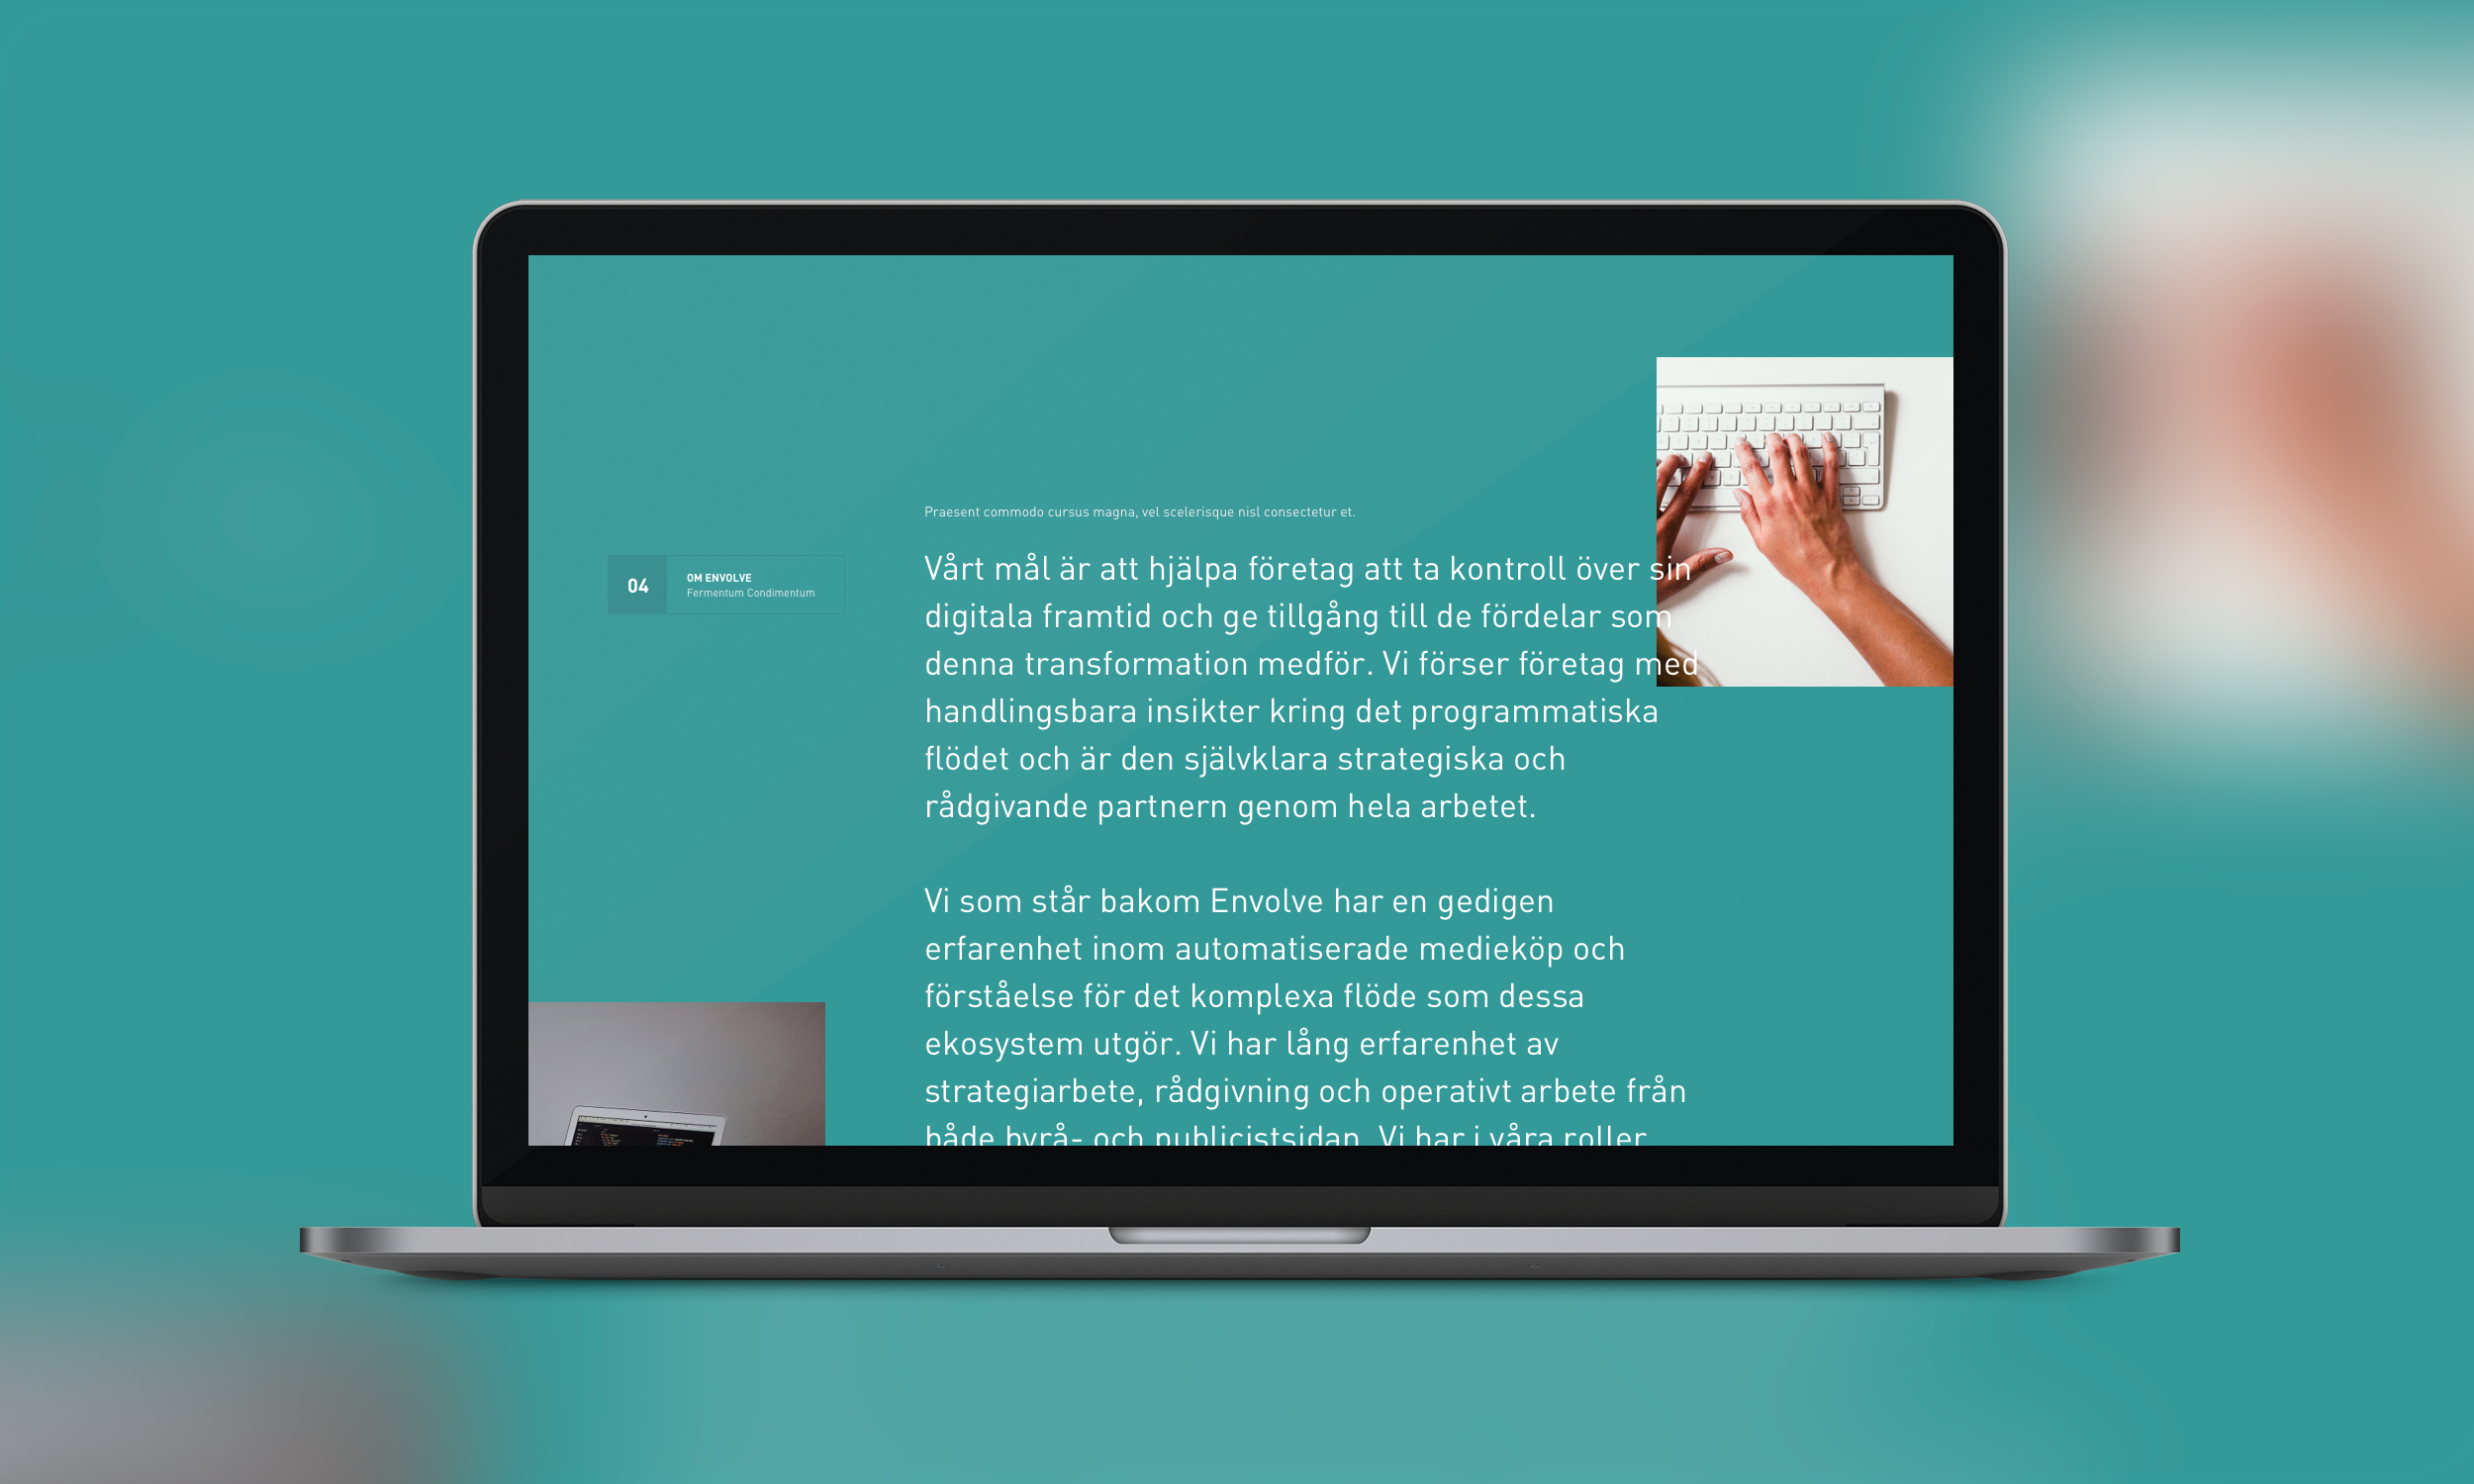 Praesent commodo cursus magna, vel scelerisque nisl consectetur et.
04
OM ENVOLVE
Fermentum Condimentum
Vårt mål är att hjälpa företag att ta kontroll över sin
digitala framtid och ge tillgång till de fördelar som
denna transformation medför. Vi förser företag med
handlingsbara insikter kring det programmatiska
flödet och är den självklara strategiska och
rådgivande partnern genom hela arbetet.
Vi som står bakom Envolve har en gedigen
erfarenhet inom automatiserade medieköp och
förståelse för det komplexa flöde som dessa
ekosystem utgör. Vi har lång erfarenhet av
strategiarbete, rådgivning och operativt arbete från
både byrå- och publicistsidan. Vi har i våra roller